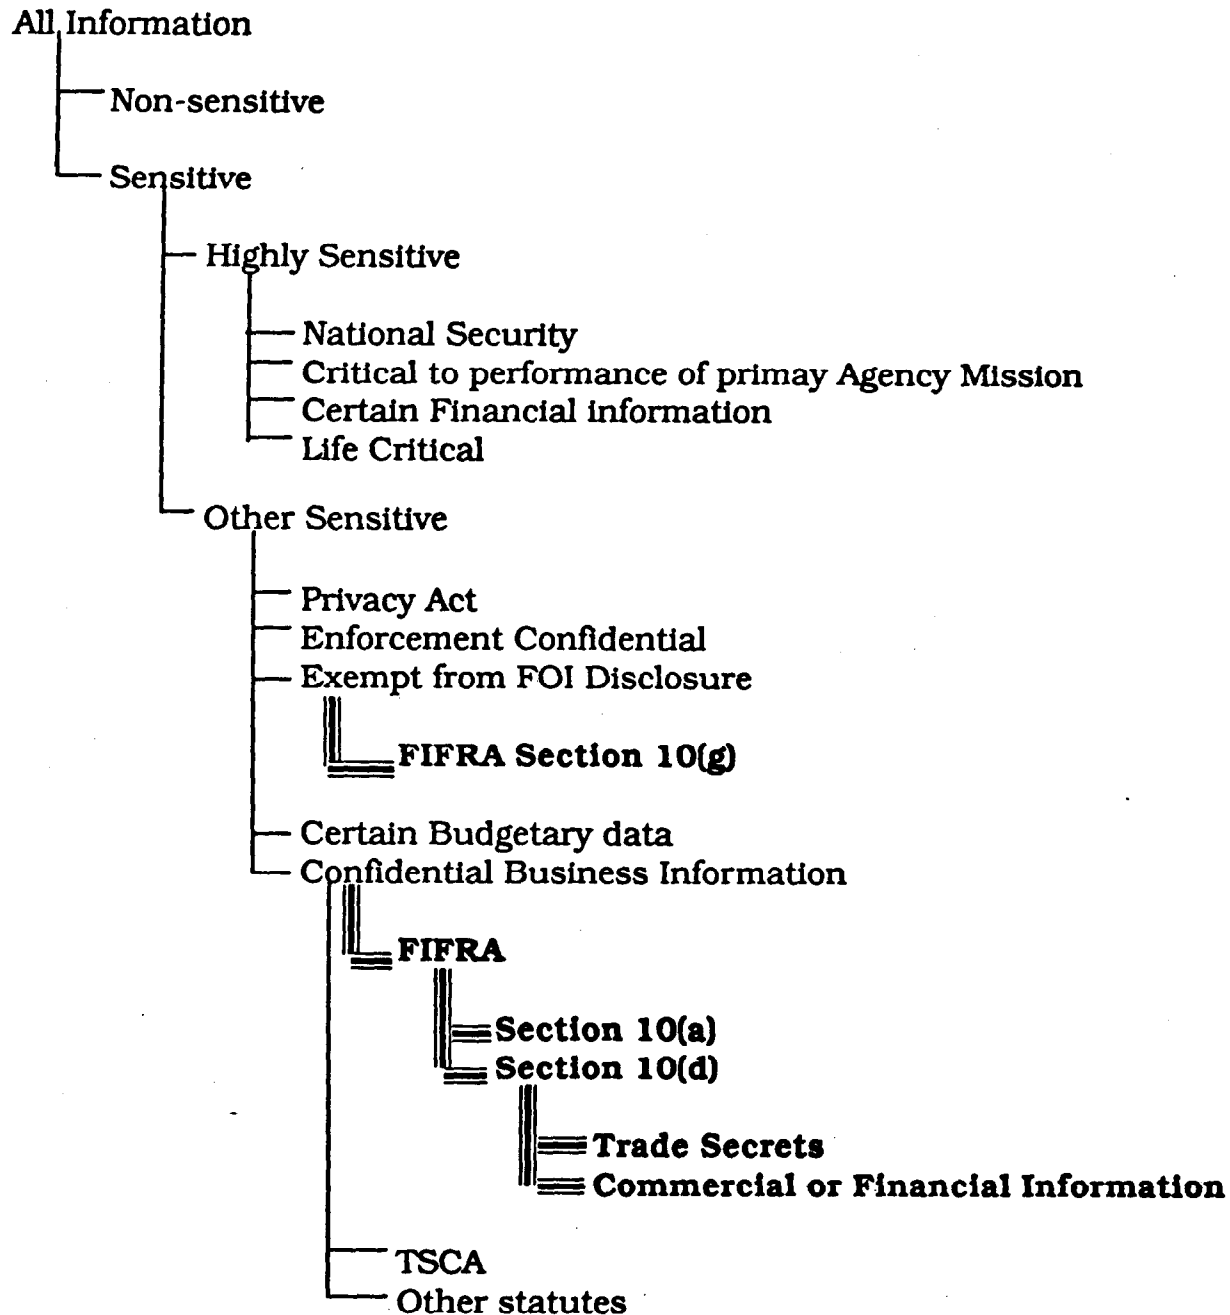 All Information
Non-sensitive
Sensitive
Highly Sensitive
National Security
Critical to performance of primay Agency Mission
Certain Financial information
Life Critical
Other Sensitive
Privacy Act
Enforcement Confidential
Exempt from FOI Disclosure
FIFRA Section 10(g)
Certain Budgetary data
Confidential Business Information
FIFRA
Section 10(a)
Section 10(d)
Trade Secrets
Commercial or Financial Information
TSCA
Other statutes